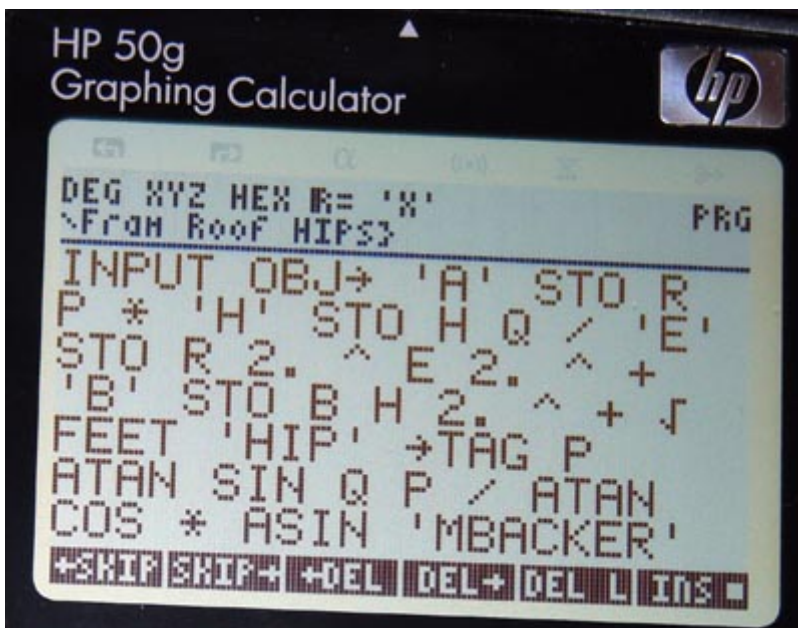 HP 50g
Graphing Calculator
hp
DEG XYZ HEX R= 'X'
PRG
Fram Roof HIPS}
INPUT OBJ→ 'A' STO R
P * 'H' STO H Q / 'E'
STO R 2. ^ E 2. ^ +
'B' STO B H 2. ^ + √
FEET 'HIP' →TAG P
ATAN SIN Q P / ATAN
COS * ASIN 'MBACKER'
←SKIP SKIP→ ←DEL DEL→ DEL L INS ■